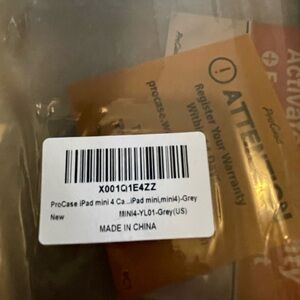 X001Q1E4ZZ
ProCase iPad mini 4 Ca...iPad mini,mini4)-Grey
New
MINI4-YL01-Grey(US)
MADE IN CHINA
ATTENTION
Register Your Warranty
ProCase